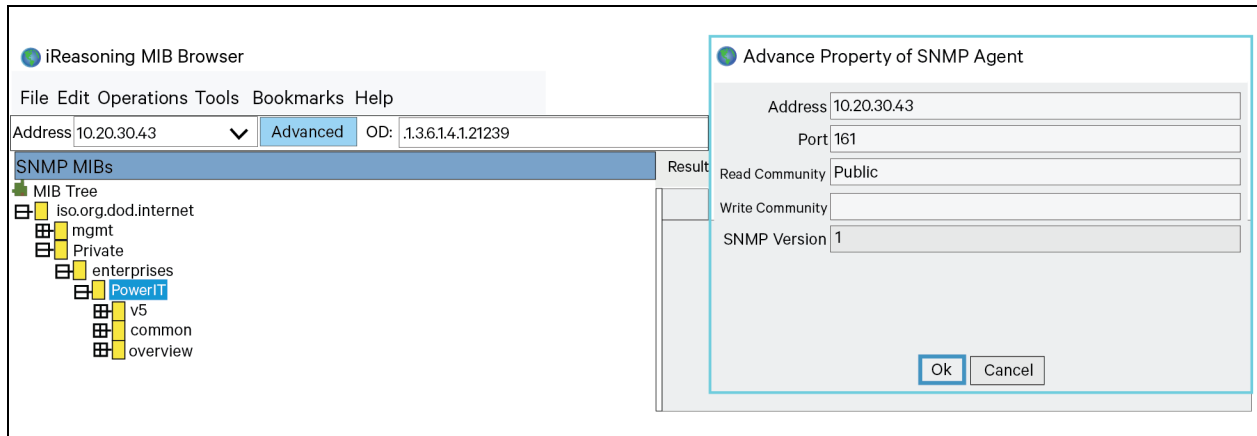 iReasoning MIB Browser
File Edit Operations Tools Bookmarks Help
Address 10.20.30.43 Advanced OD: .1.3.6.1.4.1.21239
SNMP MIBs
MIB Tree
iso.org.dod.internet
mgmt
Private
enterprises
PowerIT
v5
common
overview
Result
Advance Property of SNMP Agent
Address 10.20.30.43
Port 161
Read Community Public
Write Community
SNMP Version 1
Ok Cancel